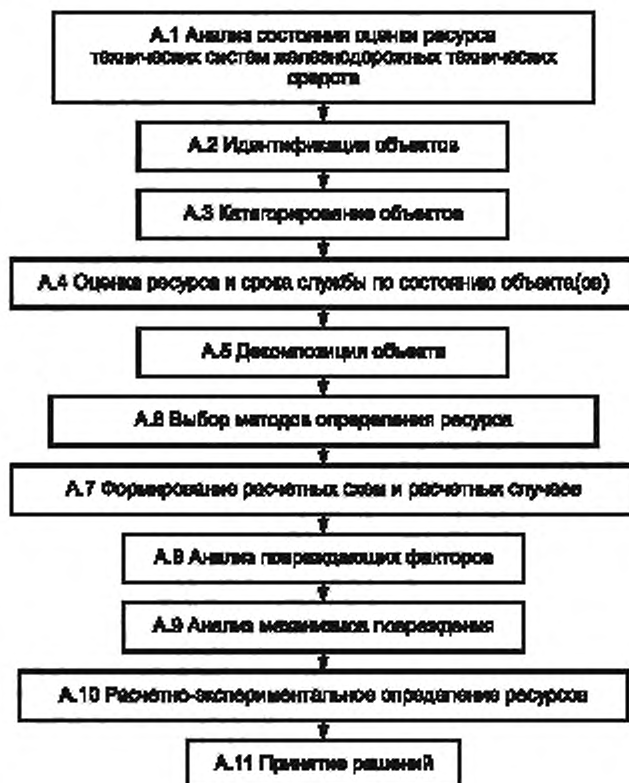 А.1 Анализ состояния оценки ресурса
технических систем железнодорожных технических
средств
А.2 Идентификация объектов
А.3 Категорирование объектов
А.4 Оценка ресурса и срока службы по состоянию объекта(ов)
А.5 Декомпозиция объекта
А.6 Выбор методов определения ресурса
А.7 Формирование расчетных схем и расчетных случаев
А.8 Анализ повреждающих факторов
А.9 Анализ механизмов повреждения
А.10 Расчетно-экспериментальное определение ресурсов
А.11 Принятие решений